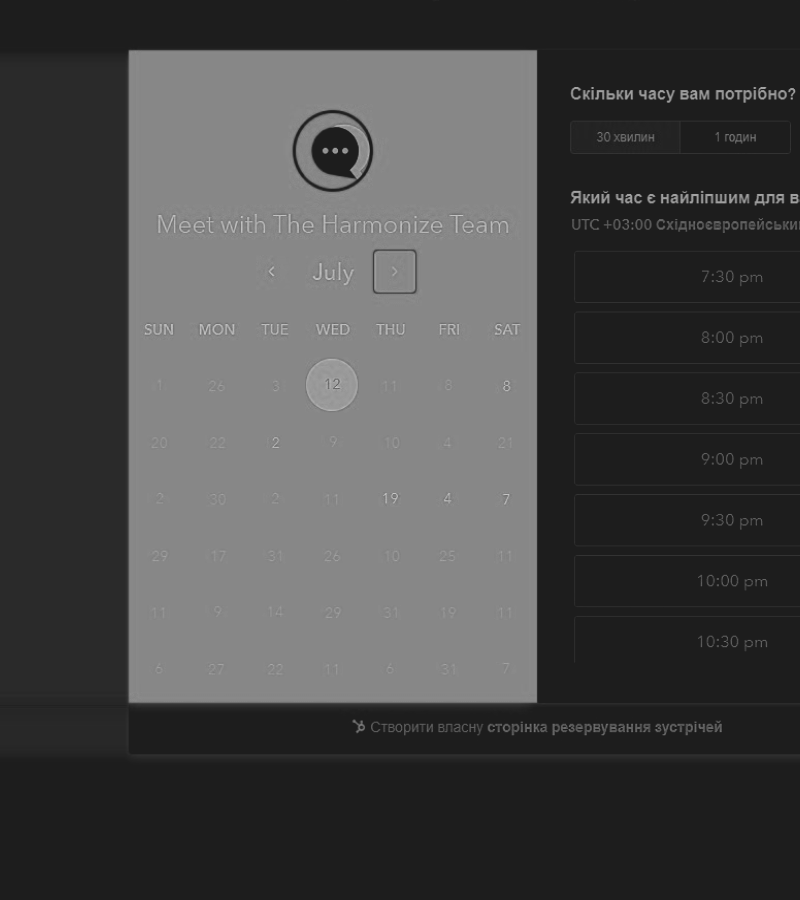 Meet with The Harmonize Team
July
SUN MON TUE WED THU FRI SAT
1 26 3 12 11 8 8
20 22 2 9 10 4 21
2 30 2 11 19 4 7
29 17 31 26 10 25 11
11 9 14 29 31 19 11
6 27 22 11 6 31 7
Скільки часу вам потрібно?
30 хвилин 1 годин
Який час є найліпшим для
UTC +03:00
7:30 pm
8:00 pm
8:30 pm
9:00 pm
9:30 pm
10:00 pm
10:30 pm
Створити власну сторінка резервування зустрічей